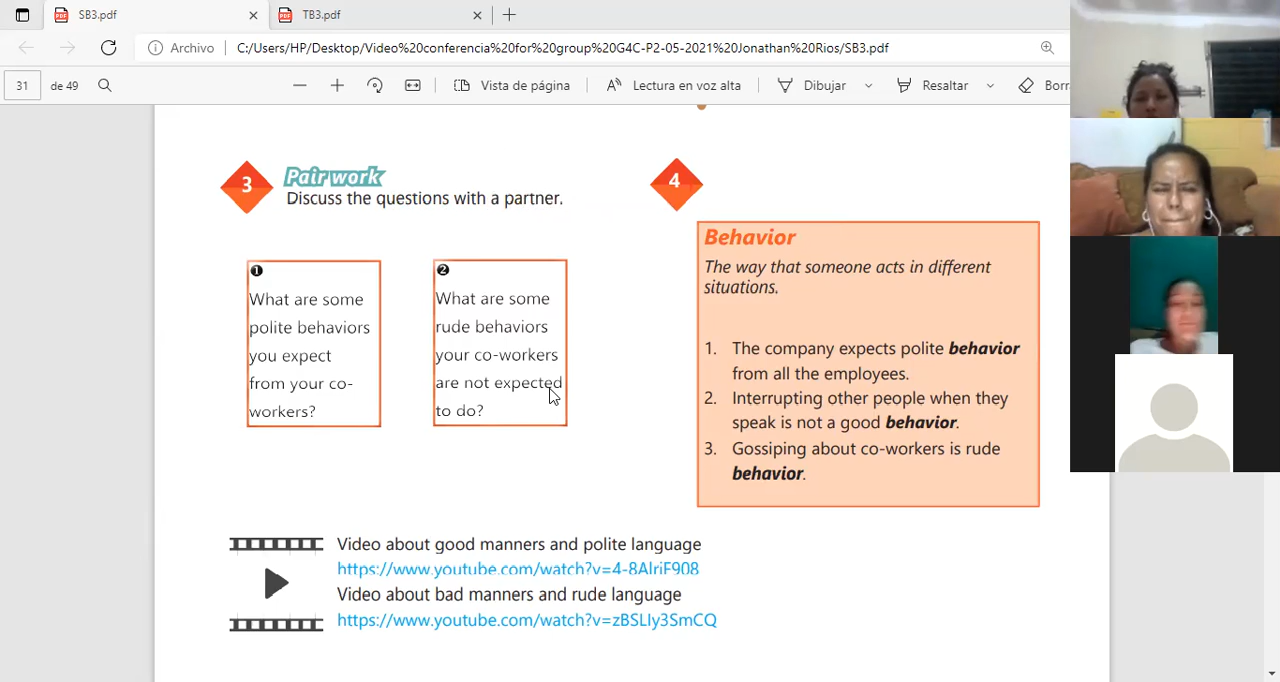 SB3.pdf
TB3.pdf
Archivo
C:/Users/HP/Desktop/Video%20conferencia%20for%20group%20G4C-P2-05-2021%20Jonathan%20Rios/SB3.pdf
31
de 49
Vista de página
Lectura en voz alta
Dibujar
Resaltar
Borra
3
Pair work
Discuss the questions with a partner.
❶
What are some
polite behaviors
you expect
from your co-
workers?
❷
What are some
rude behaviors
your co-workers
are not expected
to do?
4
Behavior
The way that someone acts in different
situations.
1. The company expects polite behavior
from all the employees.
2. Interrupting other people when they
speak is not a good behavior.
3. Gossiping about co-workers is rude
behavior.
Video about good manners and polite language
https://www.youtube.com/watch?v=4-8AlriF908
Video about bad manners and rude language
https://www.youtube.com/watch?v=zBSLIy3SmCQ